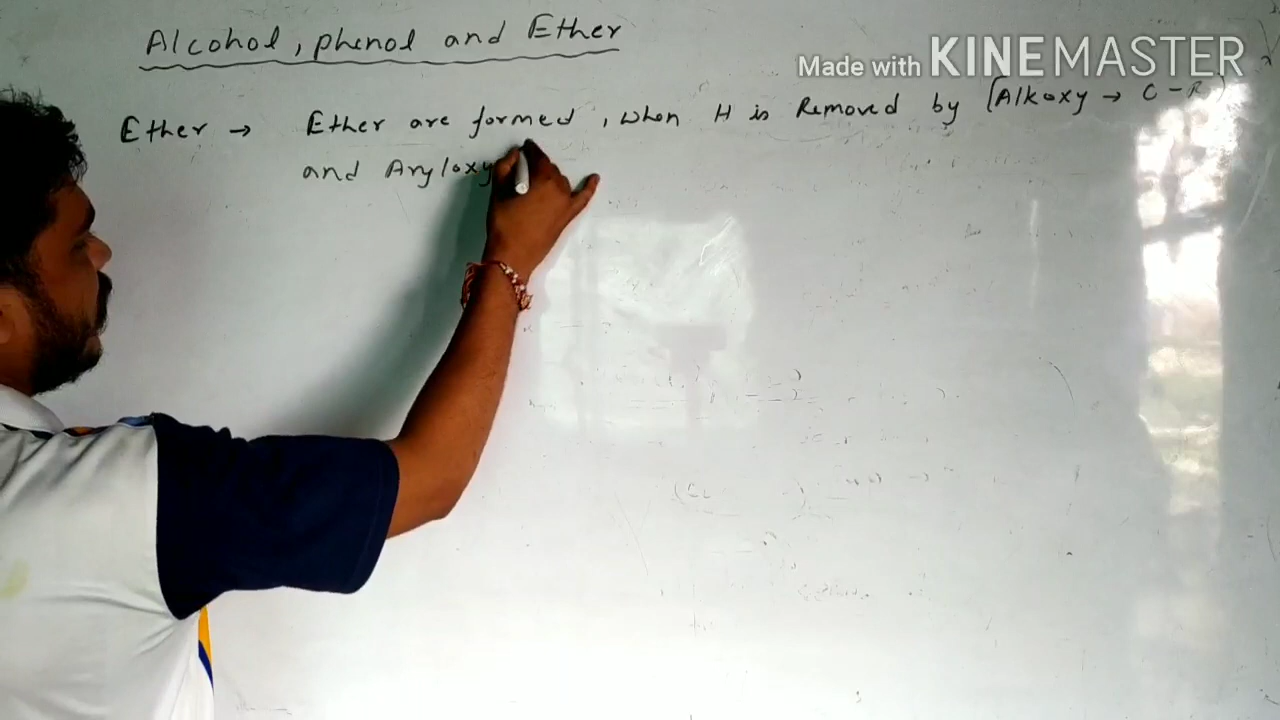 Alcohol, phenol and Ether
Made with KINEMASTER
Ether → Ether are formed, when H is Removed by (Alkoxy → C-R)
and Aryloxy